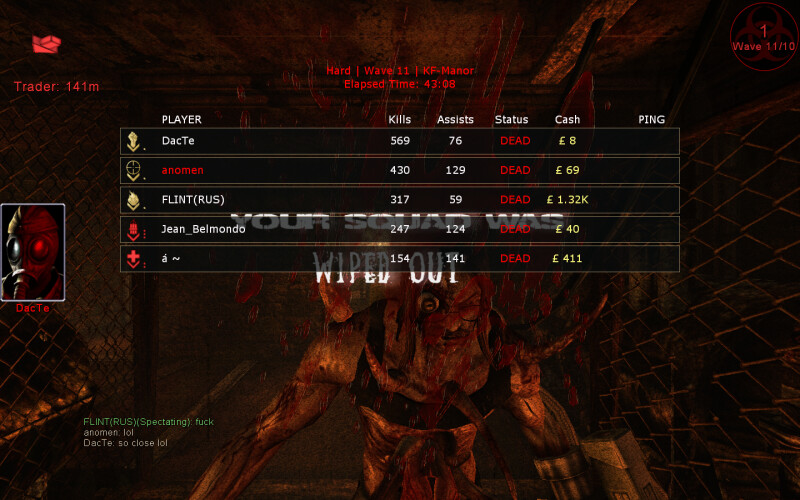 1
Wave 11/10
Hard | Wave 11 | KF-Manor
Elapsed Time: 43:08
Trader: 141m
PLAYER Kills Assists Status Cash PING
DacTe 569 76 DEAD £ 8
anomen 430 129 DEAD £ 69
FLINT(RUS) 317 59 DEAD £ 1.32K
YOUR SQUAD WAS
Jean_Belmondo 247 124 DEAD £ 40
á ~ 154 141 DEAD £ 411
WIPED OUT
DacTe
FLINT(RUS)(Spectating): fuck
anomen: lol
DacTe: so close lol